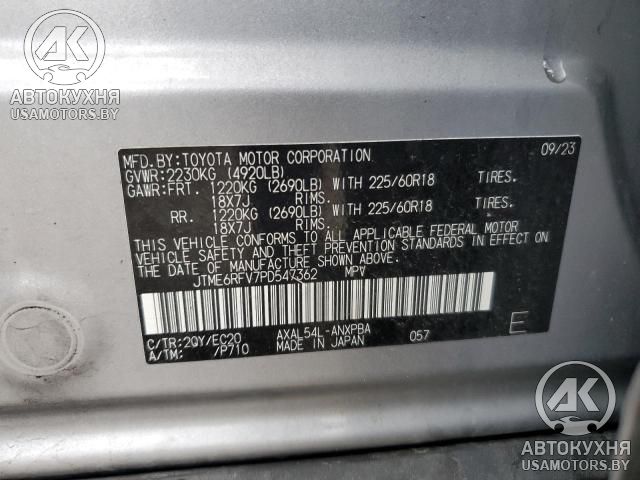 AK
АВТОКУХНЯ
USAMOTORS.BY
MFD.BY:TOYOTA MOTOR CORPORATION 09/23
GVWR:2230KG (4920LB)
GAWR:FRT. 1220KG (2690LB) WITH 225/60R18 TIRES.
18X7J RIMS.
RR. 1220KG (2690LB) WITH 225/60R18 TIRES.
18X7J RIMS.
THIS VEHICLE CONFORMS TO ALL APPLICABLE FEDERAL MOTOR
VEHICLE SAFETY AND THEFT PREVENTION STANDARDS IN EFFECT ON
THE DATE OF MANUFACTURE SHOWN ABOVE.
JTME6RFV7PD547362 MPV
C/TR:2QY/EC20 AXAL54L-ANXPBA 057 E
A/TM: /P710 MADE IN JAPAN
AK
АВТОКУХНЯ
USAMOTORS.BY